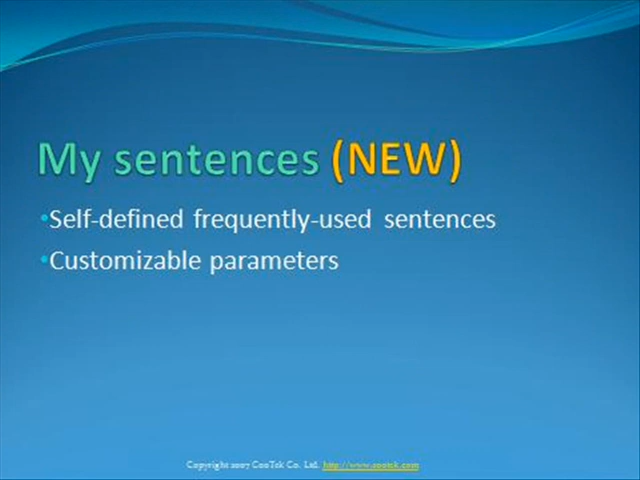 My sentences (NEW)
•Self-defined frequently-used sentences
•Customizable parameters
Copyright 2007 CooTek Co. Ltd. http://www.cootek.com